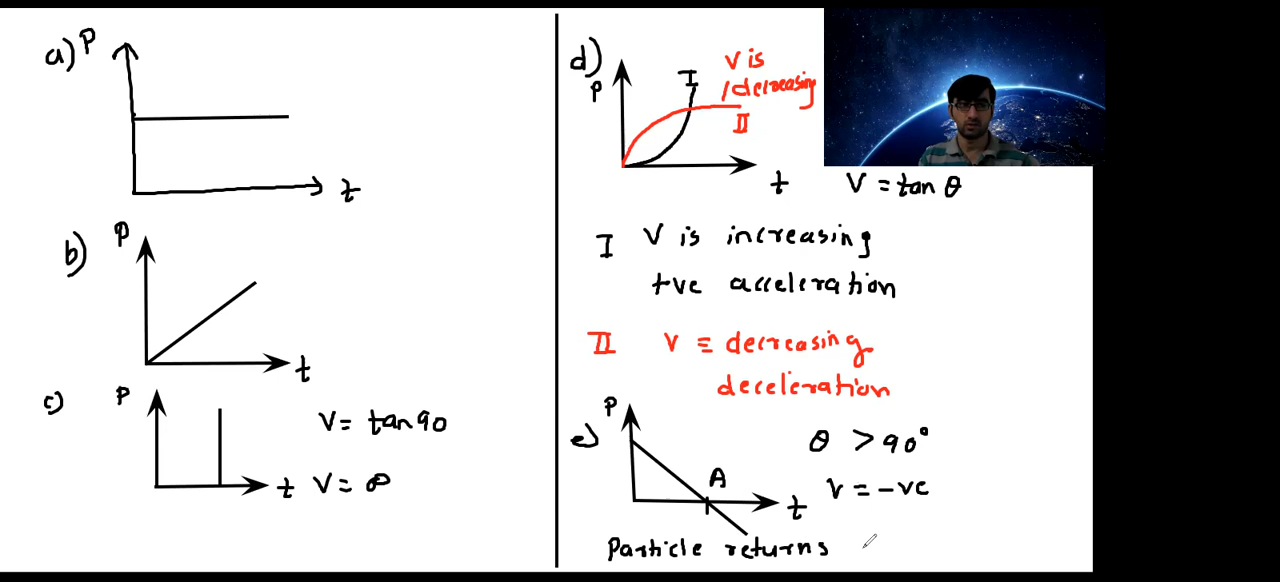 a) P
t
b) P
t
c) P
t
V = tan 90
V = ∞
d)
P
I
V is
decreasing
II
t
V = tan θ
I V is increasing
+ve acceleration
II V = decreasing
deceleration
e) P
A
t
θ > 90°
V = -ve
Particle returns